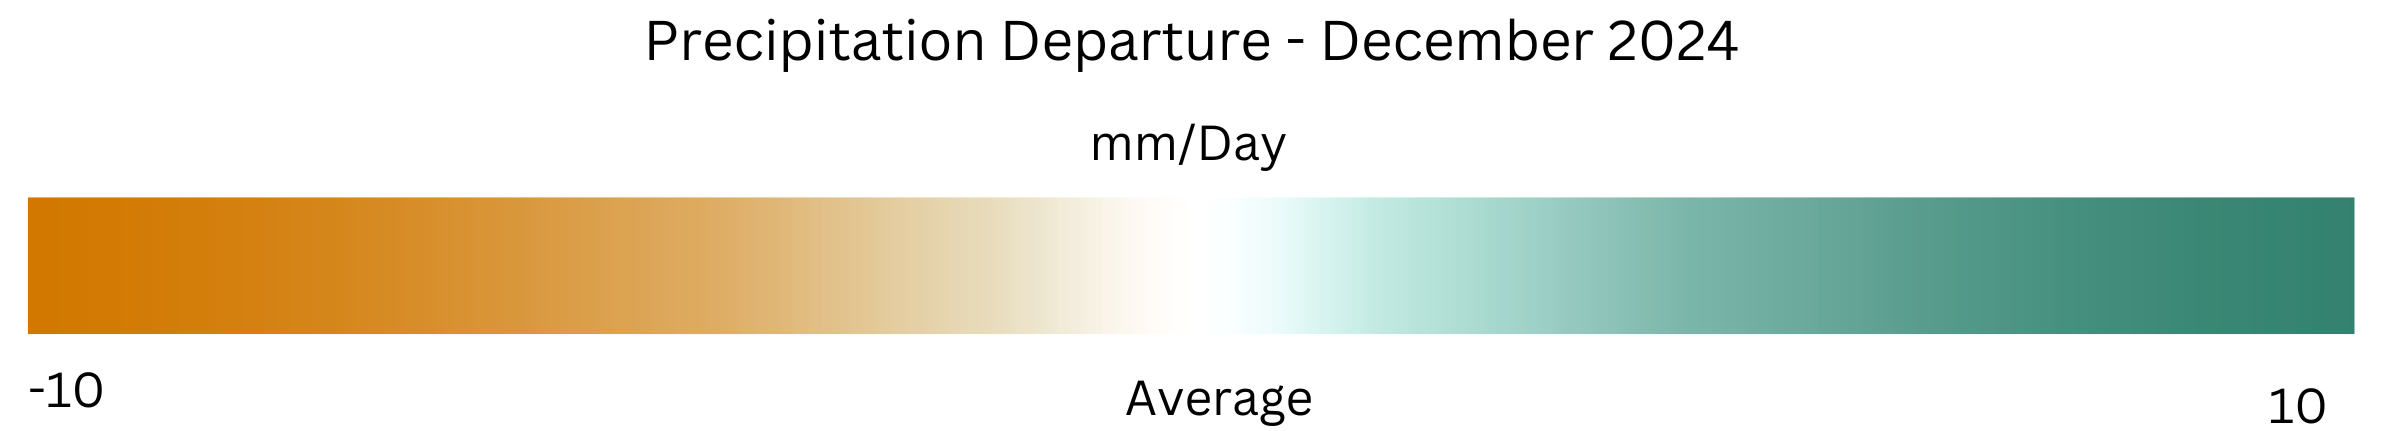 Precipitation Departure - December 2024
mm/Day
-10
Average
10